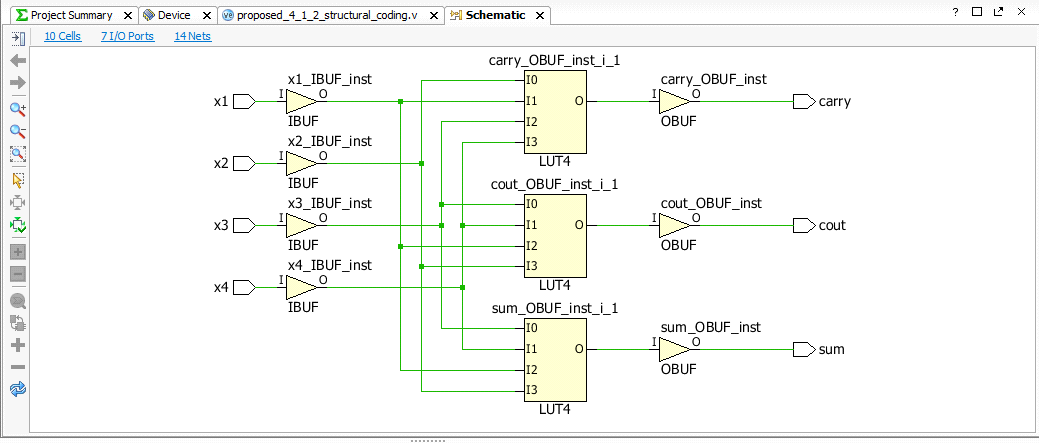 Project Summary
Device
proposed_4_1_2_structural_coding.v
Schematic
10 Cells
7 I/O Ports
14 Nets
carry_OBUF_inst_i_1
x1_IBUF_inst
I0
carry_OBUF_inst
x1
I
O
I1
O
I
O
carry
IBUF
I2
OBUF
x2_IBUF_inst
I3
x2
I
O
LUT4
IBUF
cout_OBUF_inst_i_1
x3_IBUF_inst
I0
cout_OBUF_inst
x3
I
O
I1
O
I
O
cout
IBUF
I2
OBUF
x4_IBUF_inst
I3
x4
I
O
LUT4
IBUF
sum_OBUF_inst_i_1
I0
sum_OBUF_inst
I1
O
I
O
sum
I2
OBUF
I3
LUT4